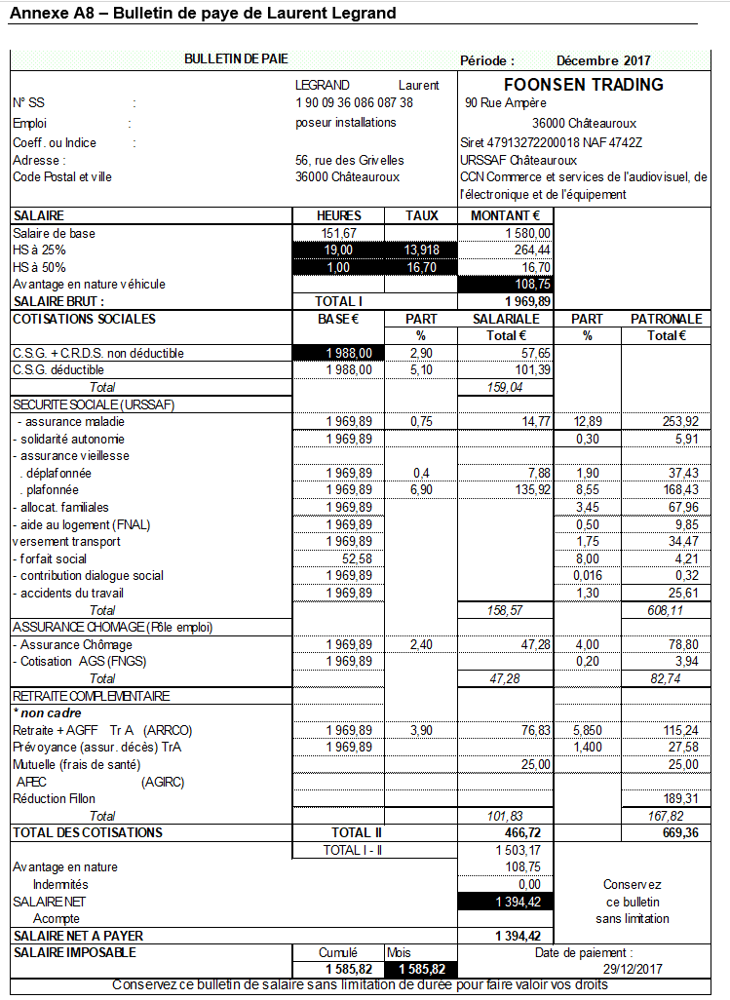 Annexe A8 – Bulletin de paye de Laurent Legrand
BULLETIN DE PAIE Période : Décembre 2017
LEGRAND Laurent FOONSEN TRADING
N° SS : 1 90 09 36 086 087 38 90 Rue Ampère
Emploi : poseur installations 36000 Châteauroux
Coeff. ou Indice : Siret 47913272200018 NAF 4742Z
Adresse : 56, rue des Grivelles URSSAF Châteauroux
Code Postal et ville 36000 Châteauroux CCN Commerce et services de l'audiovisuel, de
l'électronique et de l'équipement
SALAIRE HEURES TAUX MONTANT €
Salaire de base 151,67 1 580,00
HS à 25% 19,00 13,918 264,44
HS à 50% 1,00 16,70 16,70
Avantage en nature véhicule 108,75
SALAIRE BRUT : TOTAL I 1 969,89
COTISATIONS SOCIALES BASE € PART SALARIALE PART PATRONALE
% Total € % Total €
C.S.G. + C.R.D.S. non déductible 1 988,00 2,90 57,65
C.S.G. déductible 1 988,00 5,10 101,39
Total 159,04
SECURITE SOCIALE (URSSAF)
- assurance maladie 1 969,89 0,75 14,77 12,89 253,92
- solidarité autonomie 1 969,89 0,30 5,91
- assurance vieillesse
. déplafonnée 1 969,89 0,4 7,88 1,90 37,43
. plafonnée 1 969,89 6,90 135,92 8,55 168,43
- allocat. familiales 1 969,89 3,45 67,96
- aide au logement (FNAL) 1 969,89 0,50 9,85
versement transport 1 969,89 1,75 34,47
- forfait social 52,58 8,00 4,21
- contribution dialogue social 1 969,89 0,016 0,32
- accidents du travail 1 969,89 1,30 25,61
Total 158,57 608,11
ASSURANCE CHOMAGE (Pôle emploi)
- Assurance Chômage 1 969,89 2,40 47,28 4,00 78,80
- Cotisation AGS (FNGS) 1 969,89 0,20 3,94
Total 47,28 82,74
RETRAITE COMPLEMENTAIRE
* non cadre
Retraite + AGFF Tr A (ARRCO) 1 969,89 3,90 76,83 5,850 115,24
Prévoyance (assur. décès) TrA 1 969,89 1,400 27,58
Mutuelle (frais de santé) 25,00 25,00
APEC (AGIRC)
Réduction Fillon 189,31
Total 101,83 167,82
TOTAL DES COTISATIONS TOTAL II 466,72 669,36
TOTAL I - II 1 503,17
Avantage en nature 108,75
Indemnités 0,00 Conservez
SALAIRE NET 1 394,42 ce bulletin
Acompte sans limitation
SALAIRE NET A PAYER 1 394,42
SALAIRE IMPOSABLE Cumulé Mois Date de paiement :
1 585,82 1 585,82 29/12/2017
Conservez ce bulletin de salaire sans limitation de durée pour faire valoir vos droits